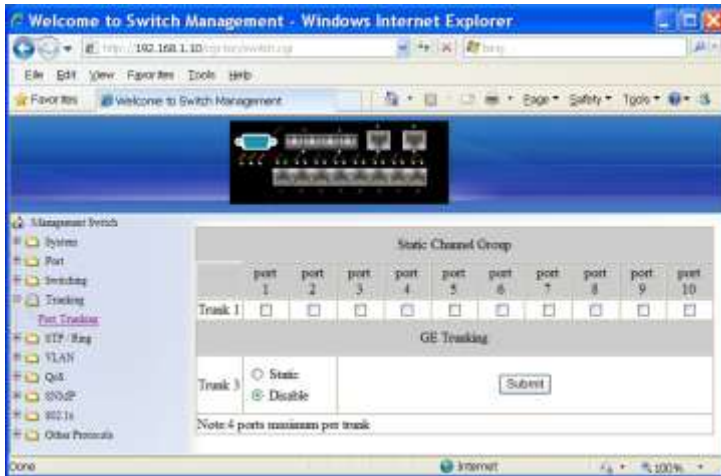 Welcome to Switch Management - Windows Internet Explorer
192.168.1.10
File Edit View Favorites Tools Help
Favorites Welcome to Switch Management Page Safety Tools
Management Switch
System
Port
Switching
Trunking
Port Trunking
STP / Ring
VLAN
QoS
SNMP
802.1x
Other Protocols
Static Channel Group
port 1 port 2 port 3 port 4 port 5 port 6 port 7 port 8 port 9 port 10
Trunk 1
GE Trunking
Trunk 3 Static Submit
Disable
Note:4 ports maximum per trunk
Done Internet 100%